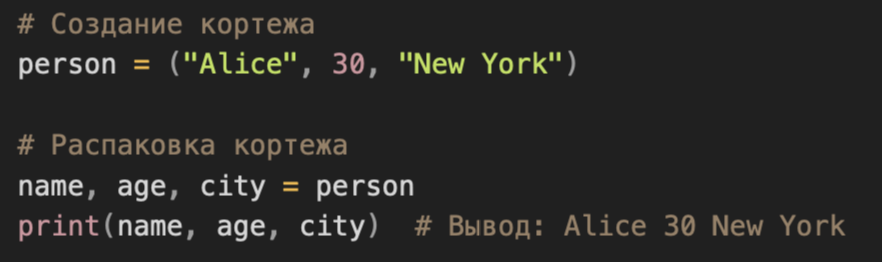 # Создание кортежа
person = ("Alice", 30, "New York")
# Распаковка кортежа
name, age, city = person
print(name, age, city)  # Вывод: Alice 30 New York